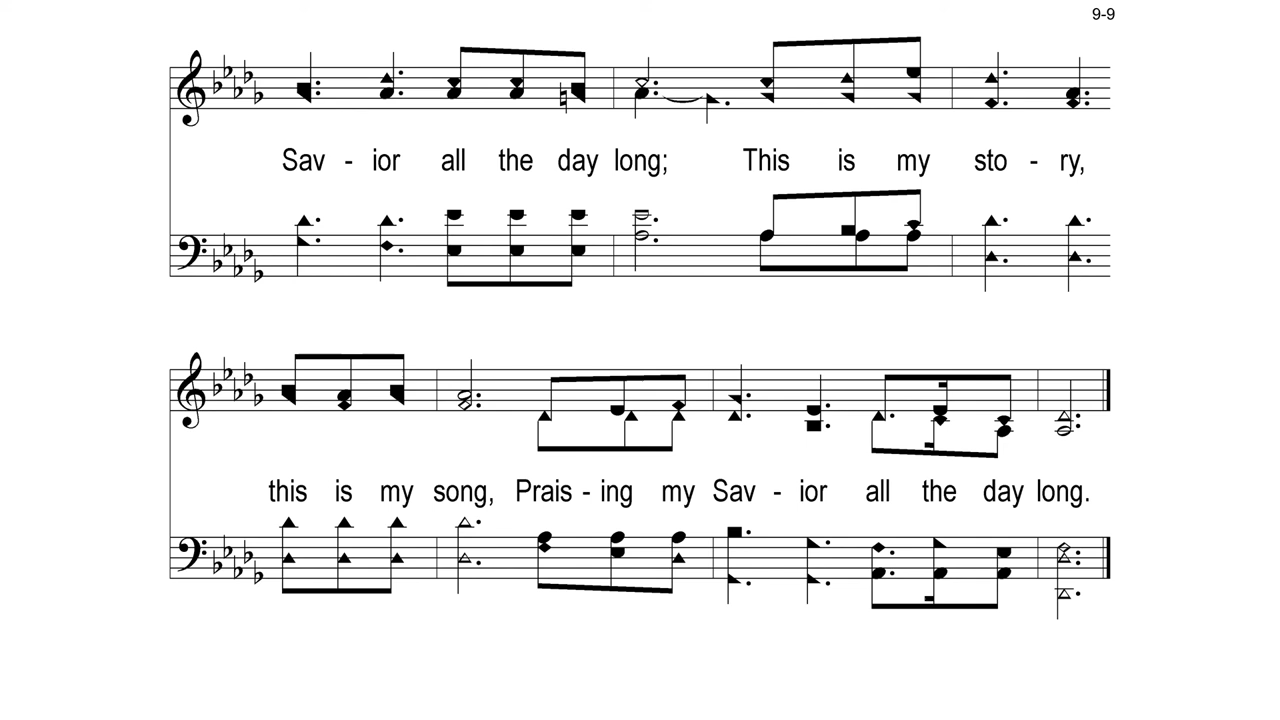 9-9
Sav - ior all the day long; This is my sto - ry,
this is my song, Prais - ing my Sav - ior all the day long.